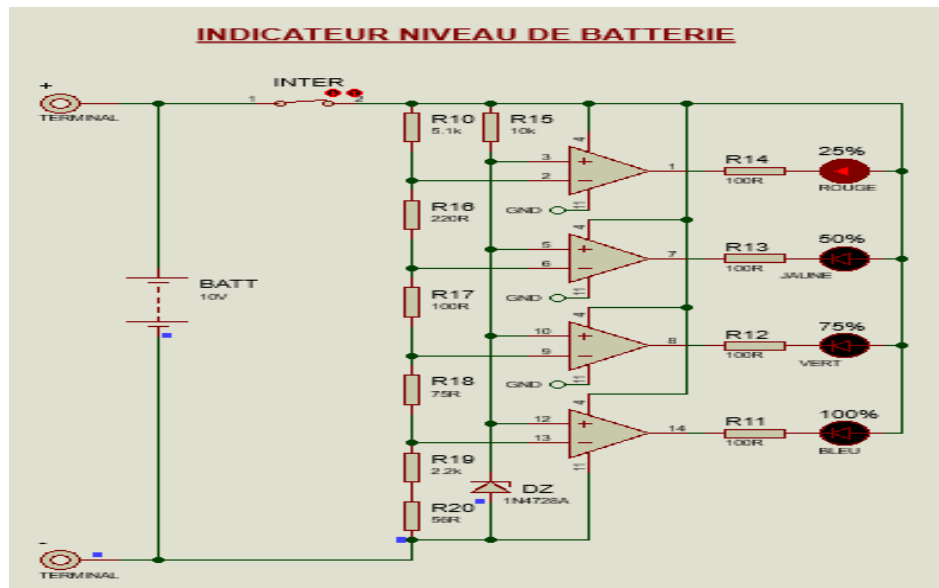 INDICATEUR NIVEAU DE BATTERIE
+
TERMINAL
INTER
1
2
R10
5.1k
R15
10k
4
3
2
1
11
GND
R14
100R
25%
ROUGE
R16
220R
4
5
6
7
11
GND
R13
100R
50%
JAUNE
BATT
10V
R17
100R
4
10
9
8
11
GND
R12
100R
75%
VERT
R18
75R
4
12
13
14
11
R11
100R
100%
BLEU
R19
2.2k
DZ
1N4728A
R20
56R
-
TERMINAL